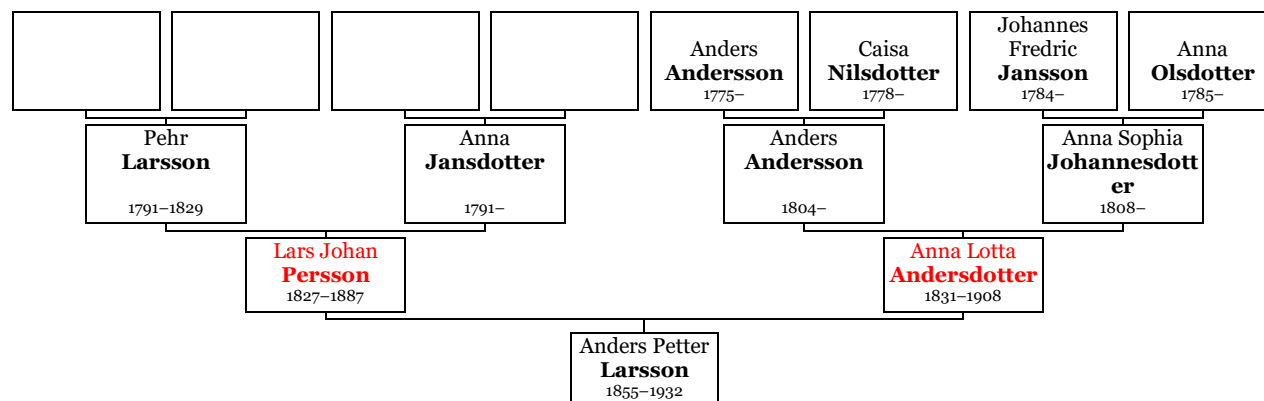 Anders
Andersson
1775–
Caisa
Nilsdotter
1778–
Johannes
Fredric
Jansson
1784–
Anna
Olsdotter
1785–
Pehr
Larsson
1791–1829
Anna
Jansdotter
1791–
Anders
Andersson
1804–
Anna Sophia
Johannesdott
er
1808–
Lars Johan
Persson
1827–1887
Anna Lotta
Andersdotter
1831–1908
Anders Petter
Larsson
1855–1932